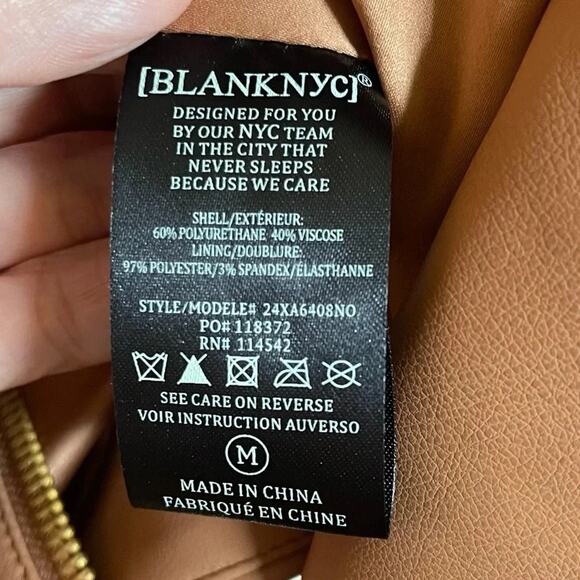 [BLANKNYC]®
DESIGNED FOR YOU
BY OUR NYC TEAM
IN THE CITY THAT
NEVER SLEEPS
BECAUSE WE CARE
SHELL/EXTÉRIEUR:
60% POLYURETHANE 40% VISCOSE
LINING/DOUBLURE:
97% POLYESTER/3% SPANDEX/ÉLASTHANNE
STYLE/MODELE# 24XA6408NO
PO# 118372
RN# 114542
SEE CARE ON REVERSE
VOIR INSTRUCTION AUVERSO
M
MADE IN CHINA
FABRIQUÉ EN CHINE